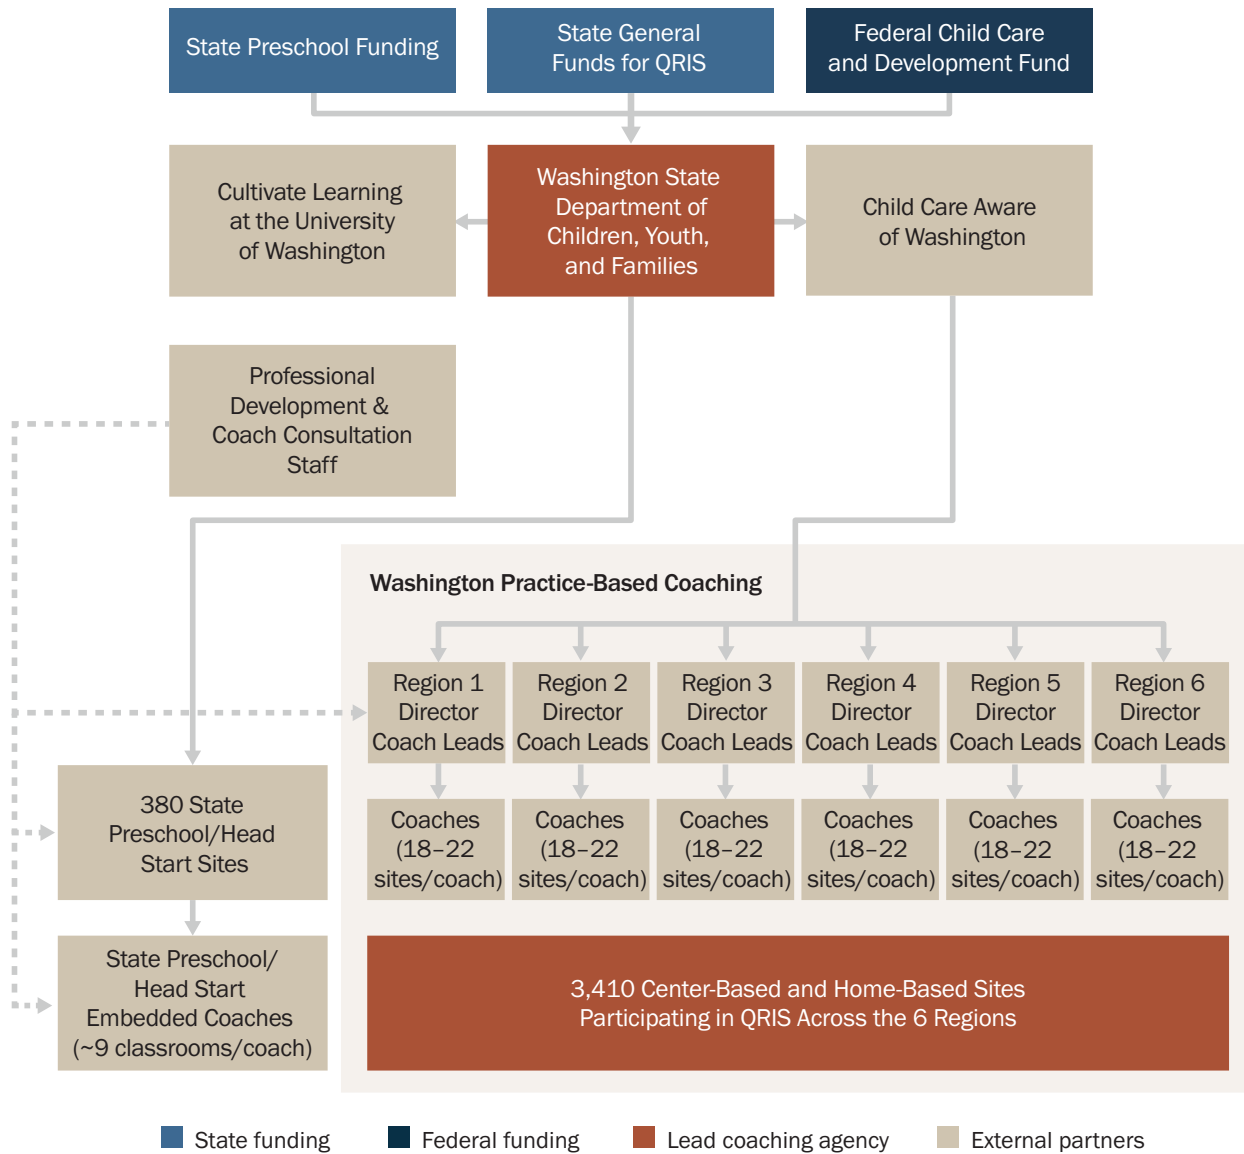 State Preschool Funding
State General
Funds for QRIS
Federal Child Care
and Development Fund
Cultivate Learning
at the University
of Washington
Washington State
Department of
Children, Youth,
and Families
Child Care Aware
of Washington
Professional
Development &
Coach Consultation
Staff
Washington Practice-Based Coaching
Region 1
Director
Coach Leads
Region 2
Director
Coach Leads
Region 3
Director
Coach Leads
Region 4
Director
Coach Leads
Region 5
Director
Coach Leads
Region 6
Director
Coach Leads
380 State
Preschool/Head
Start Sites
Coaches
(18–22
sites/coach)
Coaches
(18–22
sites/coach)
Coaches
(18–22
sites/coach)
Coaches
(18–22
sites/coach)
Coaches
(18–22
sites/coach)
Coaches
(18–22
sites/coach)
State Preschool/
Head Start
Embedded Coaches
(~9 classrooms/coach)
3,410 Center-Based and Home-Based Sites
Participating in QRIS Across the 6 Regions
State funding
Federal funding
Lead coaching agency
External partners